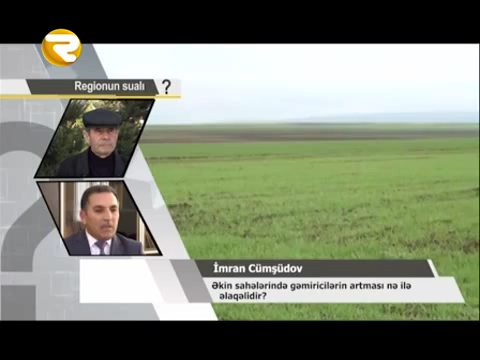 R
Regionun sualı ?
İmran Cümşüdov
Əkin sahələrində gəmiricilərin artması nə ilə
əlaqəlidir?